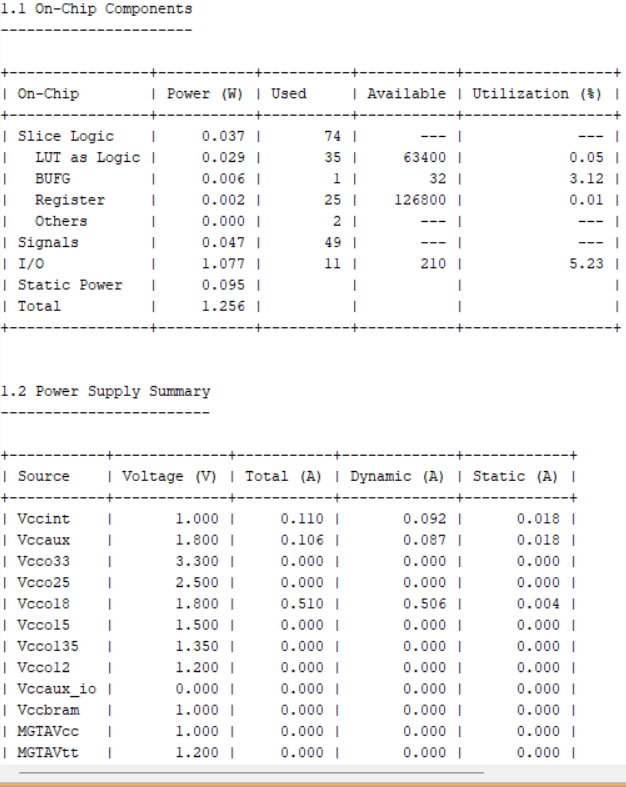 1.1 On-Chip Components
----------------------
+----------------+-----------+----------+-----------+-----------------+
| On-Chip        | Power (W) | Used     | Available | Utilization (%) |
+----------------+-----------+----------+-----------+-----------------+
| Slice Logic    |     0.037 |       74 |       --- |             --- |
|   LUT as Logic |     0.029 |       35 |     63400 |            0.05 |
|   BUFG         |     0.006 |        1 |        32 |            3.12 |
|   Register     |     0.002 |       25 |    126800 |            0.01 |
|   Others       |     0.000 |        2 |       --- |             --- |
| Signals        |     0.047 |       49 |       --- |             --- |
| I/O            |     1.077 |       11 |       210 |            5.23 |
| Static Power   |     0.095 |          |           |                 |
| Total          |     1.256 |          |           |                 |
+----------------+-----------+----------+-----------+-----------------+
1.2 Power Supply Summary
------------------------
+-----------+-------------+-----------+-------------+------------+
| Source    | Voltage (V) | Total (A) | Dynamic (A) | Static (A) |
+-----------+-------------+-----------+-------------+------------+
| Vccint    |       1.000 |     0.110 |       0.092 |      0.018 |
| Vccaux    |       1.800 |     0.106 |       0.087 |      0.018 |
| Vcco33    |       3.300 |     0.000 |       0.000 |      0.000 |
| Vcco25    |       2.500 |     0.000 |       0.000 |      0.000 |
| Vcco18    |       1.800 |     0.510 |       0.506 |      0.004 |
| Vcco15    |       1.500 |     0.000 |       0.000 |      0.000 |
| Vcco135   |       1.350 |     0.000 |       0.000 |      0.000 |
| Vcco12    |       1.200 |     0.000 |       0.000 |      0.000 |
| Vccaux_io |       0.000 |     0.000 |       0.000 |      0.000 |
| Vccbram   |       1.000 |     0.000 |       0.000 |      0.000 |
| MGTAVcc   |       1.000 |     0.000 |       0.000 |      0.000 |
| MGTAVtt   |       1.200 |     0.000 |       0.000 |      0.000 |